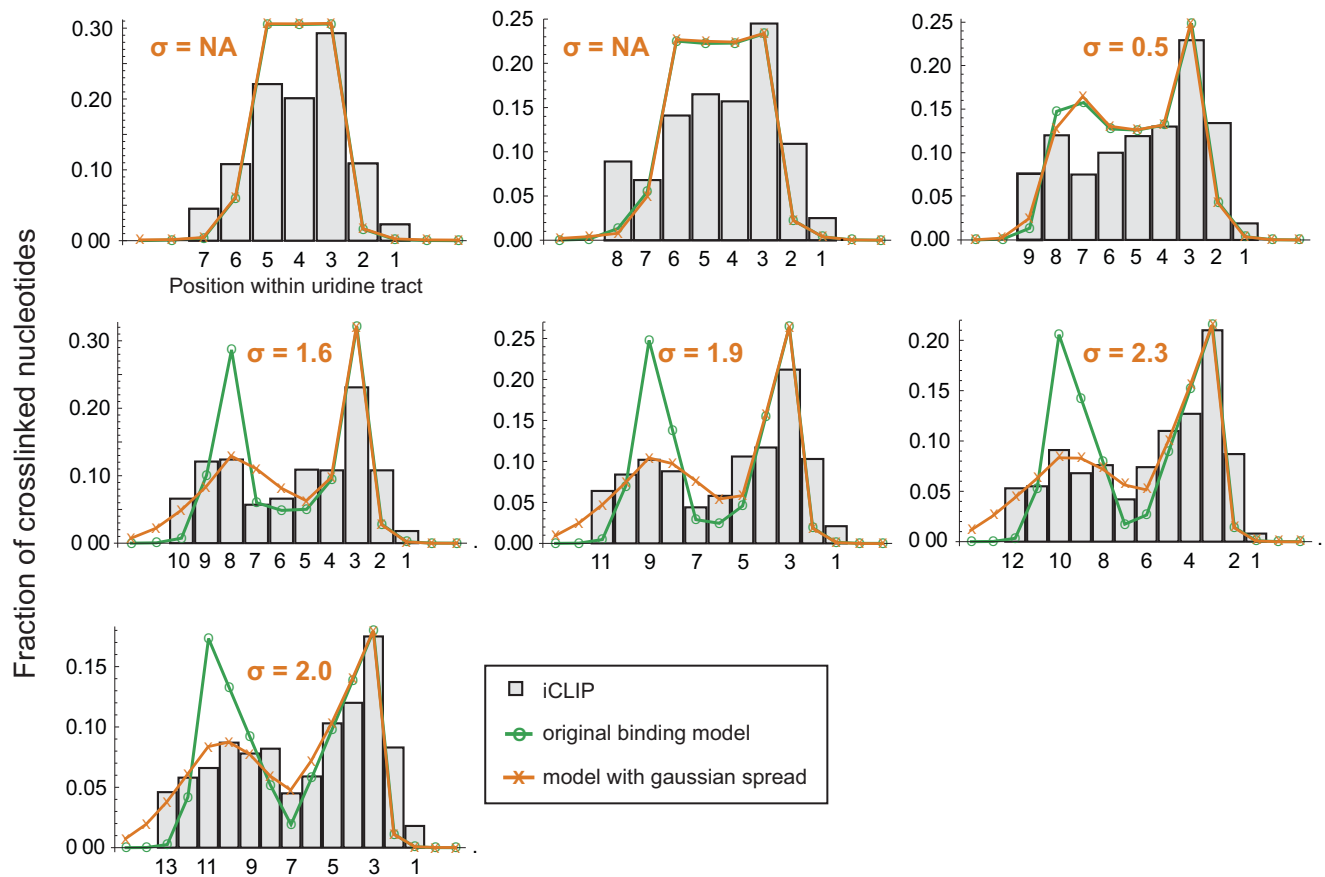 Fraction of crosslinked nucleotides
σ = NA
0.30
0.20
0.10
0 00
7 6 5 4 3 2 1
Position within uridine tract
σ = NA
0.25
0.20
0.15
0.10
0.05
0.00
8 7 6 5 4 3 2 1
σ = 0.5
0.25
0.20
0.15
0.10
0.05
0.00
9 8 7 6 5 4 3 2 1
σ = 1.6
0.30
0.20
0.10
0.00
10 9 8 7 6 5 4 3 2 1
.
σ = 1.9
0.25
0.20
0.15
0.10
0.05
0.00
11 9 7 5 3 1
σ = 2.3
0.20
0.15
0.10
0.05
0 00
12 10 8 6 4 2 1
.
σ = 2.0
0.15
0.10
0.05
0 00
13 11 9 7 5 3 1
.
iCLIP
original binding model
model with gaussian spread